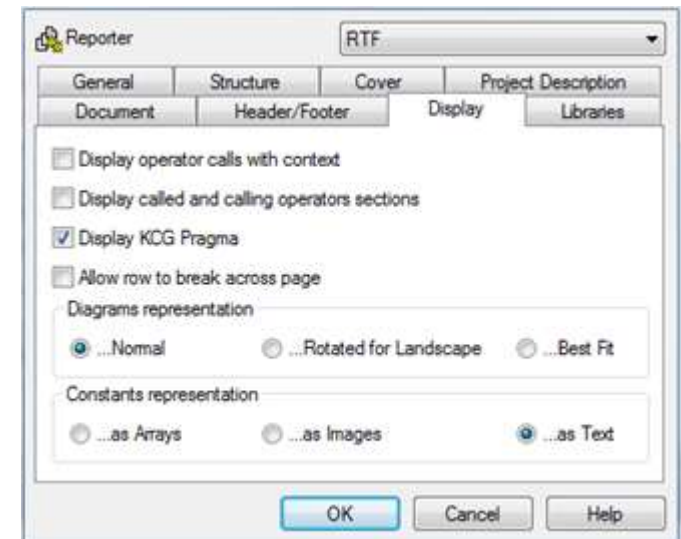 Reporter RTF
General Structure Cover Project Description
Document Header/Footer Display Libraries
Display operator calls with context
Display called and calling operators sections
Display KCG Pragma
Allow row to break across page
Diagrams representation
...Normal ...Rotated for Landscape ...Best Fit
Constants representation
...as Arrays ...as Images ...as Text
OK Cancel Help